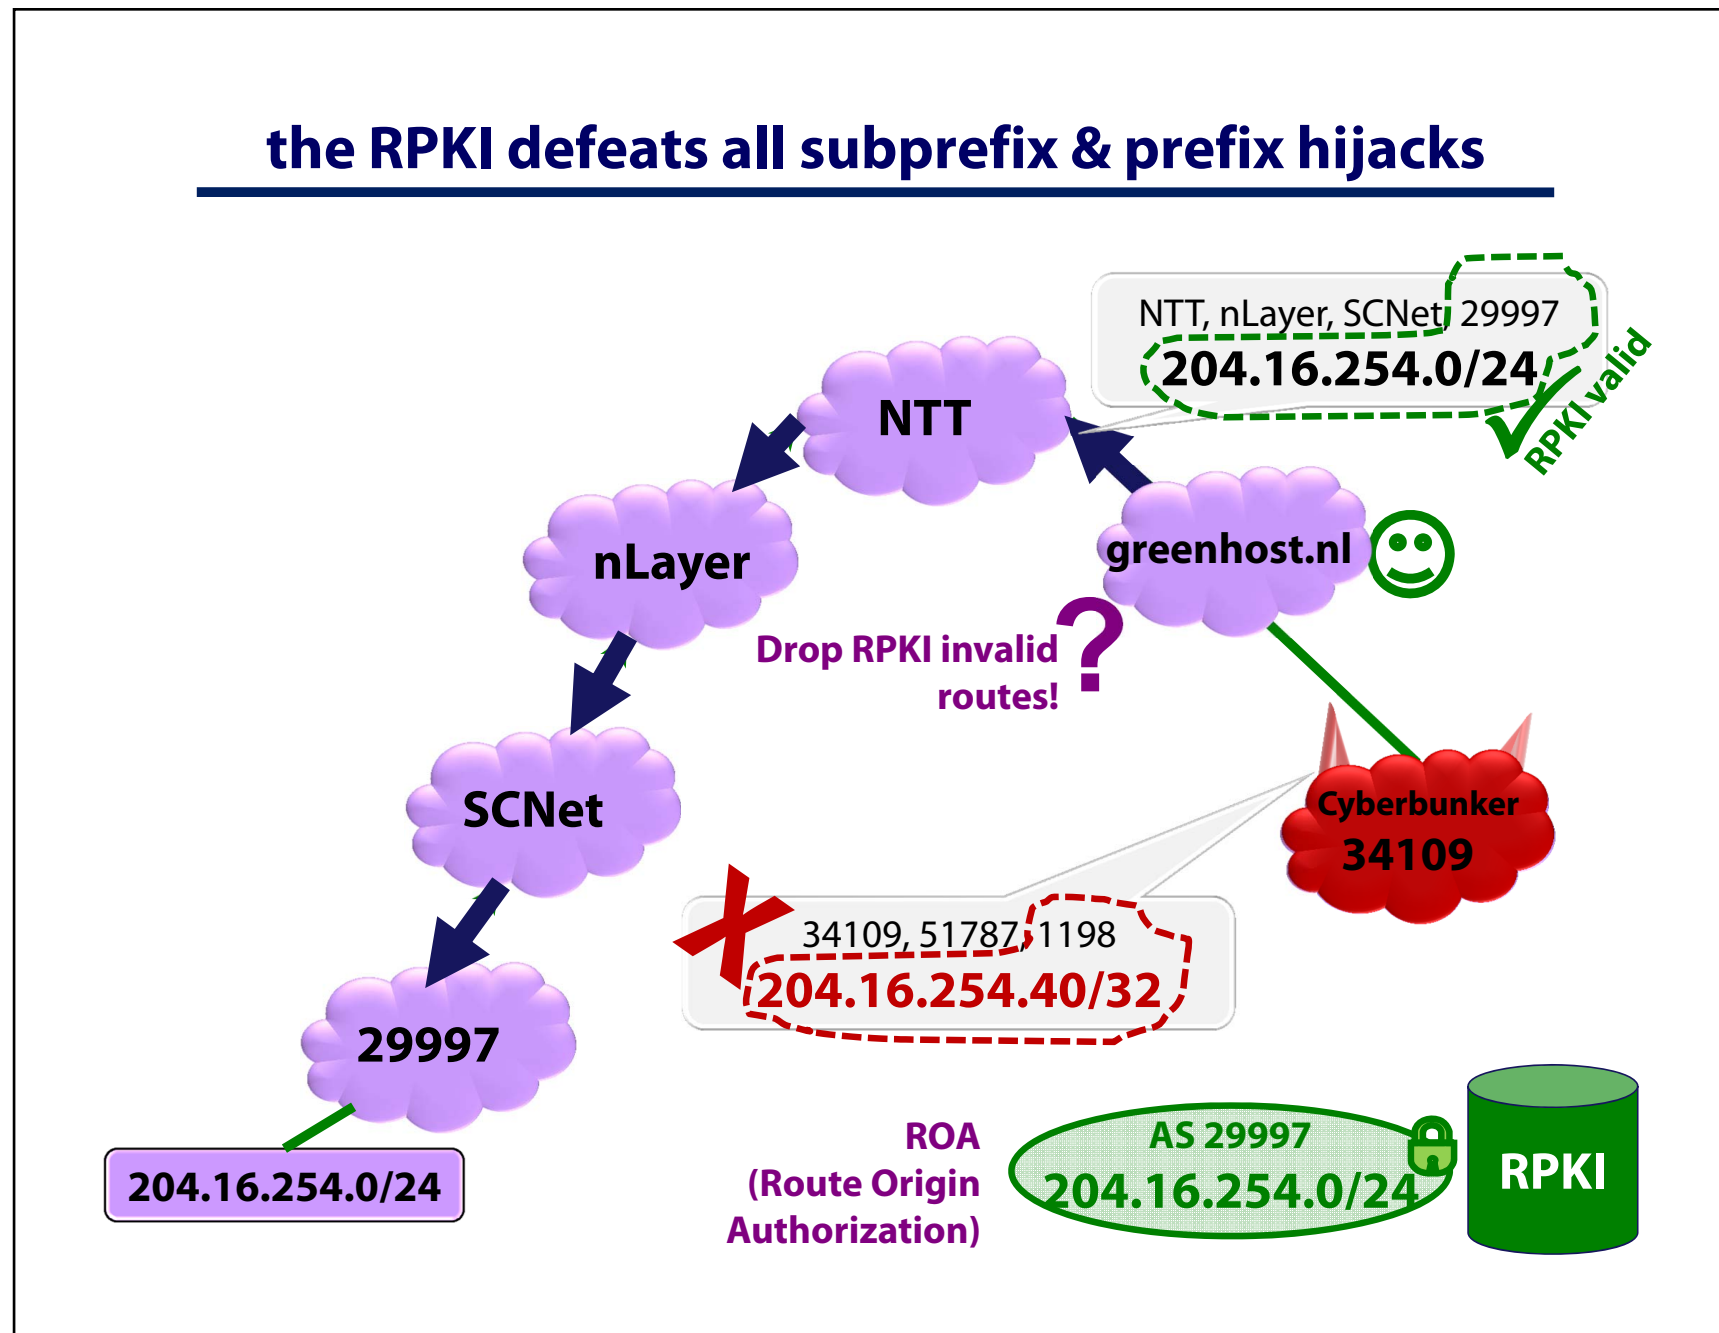 the RPKI defeats all subprefix & prefix hijacks
NTT, nLayer, SCNet, 29997
204.16.254.0/24
RPKI valid
NTT
nLayer
greenhost.nl
Drop RPKI invalid
routes!
?
SCNet
Cyberbunker
34109
34109, 51787, 1198
204.16.254.40/32
29997
204.16.254.0/24
ROA
(Route Origin
Authorization)
AS 29997
204.16.254.0/24
RPKI